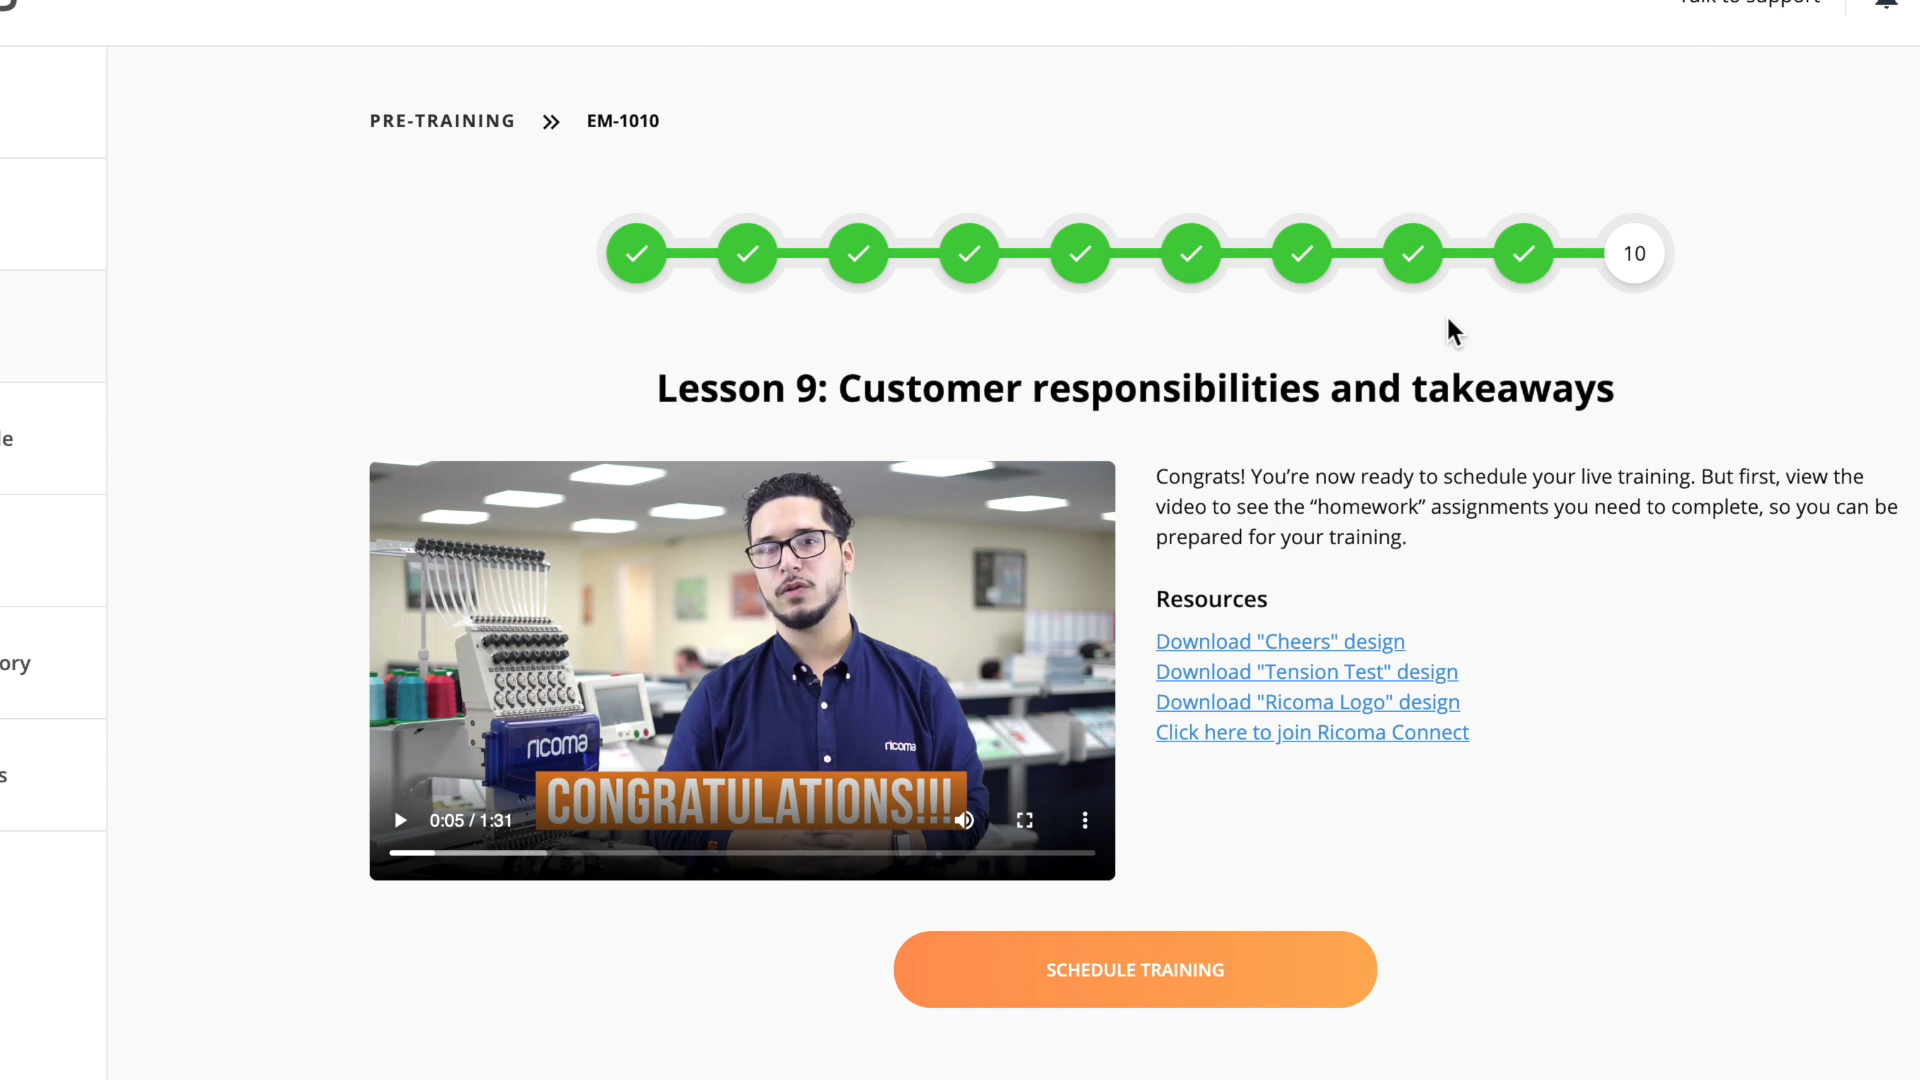 PRE-TRAINING
EM-1010
10
Lesson 9: Customer responsibilities and takeaways
Congrats! You’re now ready to schedule your live training. But first, view the
video to see the “homework” assignments you need to complete, so you can be
prepared for your training.
Resources
Download "Cheers" design
Download "Tension Test" design
Download "Ricoma Logo" design
Click here to join Ricoma Connect
ricoma
ricoma
CONGRATULATIONS!!!
0:05 / 1:31
SCHEDULE TRAINING